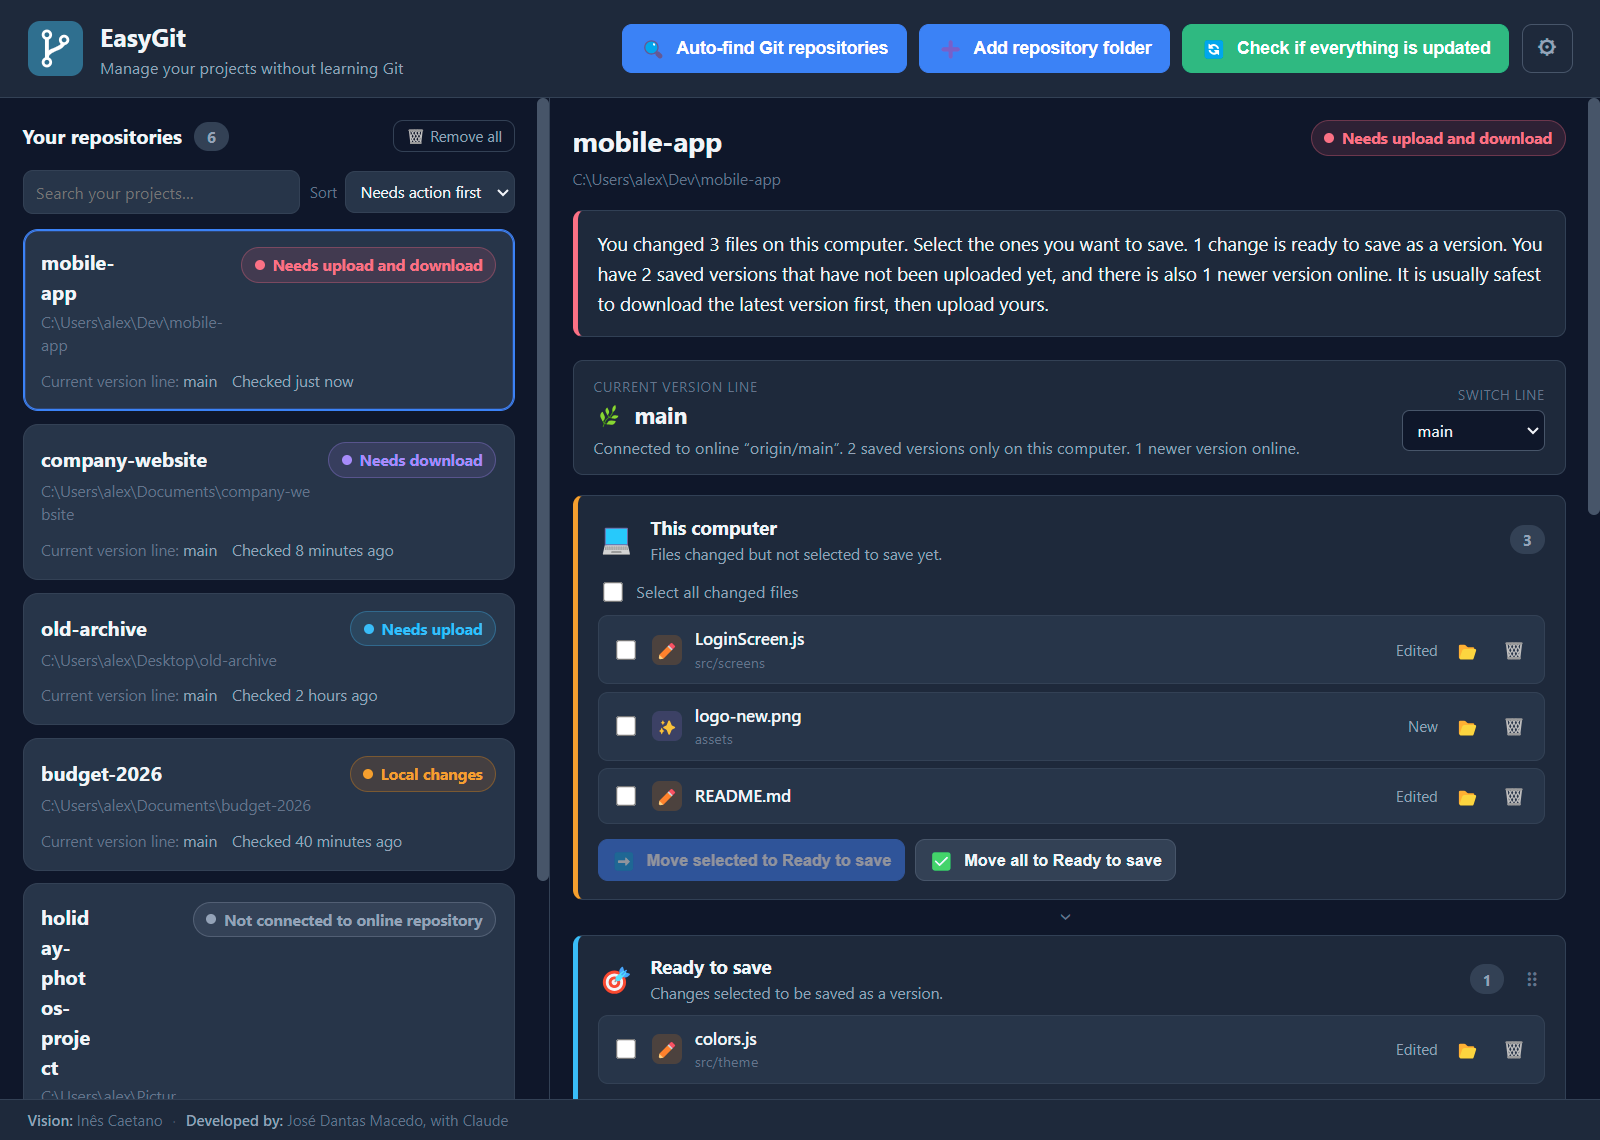 EasyGit
Manage your projects without learning Git
Auto-find Git repositories
Add repository folder
Check if everything is updated
Your repositories 6
Remove all
Search your projects...
Sort
Needs action first
mobile-
app
Needs upload and download
C:\Users\alex\Dev\mobile-
app
Current version line: main Checked just now
company-website
Needs download
C:\Users\alex\Documents\company-we
bsite
Current version line: main Checked 8 minutes ago
old-archive
Needs upload
C:\Users\alex\Desktop\old-archive
Current version line: main Checked 2 hours ago
budget-2026
Local changes
C:\Users\alex\Documents\budget-2026
Current version line: main Checked 40 minutes ago
holid
ay-
phot
os-
proje
ct
Not connected to online repository
C:\Users\alex\Pictur
mobile-app
Needs upload and download
C:\Users\alex\Dev\mobile-app
You changed 3 files on this computer. Select the ones you want to save. 1 change is ready to save as a version. You
have 2 saved versions that have not been uploaded yet, and there is also 1 newer version online. It is usually safest
to download the latest version first, then upload yours.
CURRENT VERSION LINE
main
Connected to online “origin/main”. 2 saved versions only on this computer. 1 newer version online.
SWITCH LINE
main
This computer
Files changed but not selected to save yet.
3
Select all changed files
LoginScreen.js
src/screens
Edited
logo-new.png
assets
New
README.md
Edited
Move selected to Ready to save
Move all to Ready to save
Ready to save
Changes selected to be saved as a version.
1
colors.js
src/theme
Edited
Vision: Inês Caetano · Developed by: José Dantas Macedo, with Claude